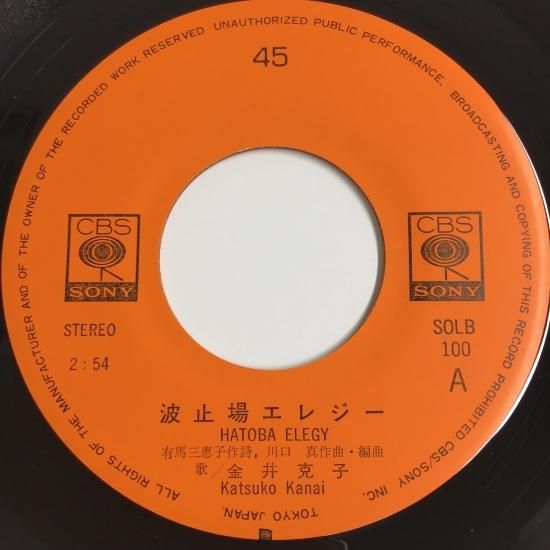 ALL RIGHTS OF THE MANUFACTURER AND OF THE OWNER OF THE RECORDED WORK RESERVED UNAUTHORIZED PUBLIC PERFORMANCE, BROADCASTING AND COPYING OF THIS RECORD PROHIBITED. CBS/SONY INC. TOKYO JAPAN.
45
CBS
SONY
CBS
SONY
STEREO
2:54
SOLB
100
A
波止場エレジー
HATOBA ELEGY
有馬三恵子作詩, 川口 真作曲・編曲
歌/金井克子
Katsuko Kanai